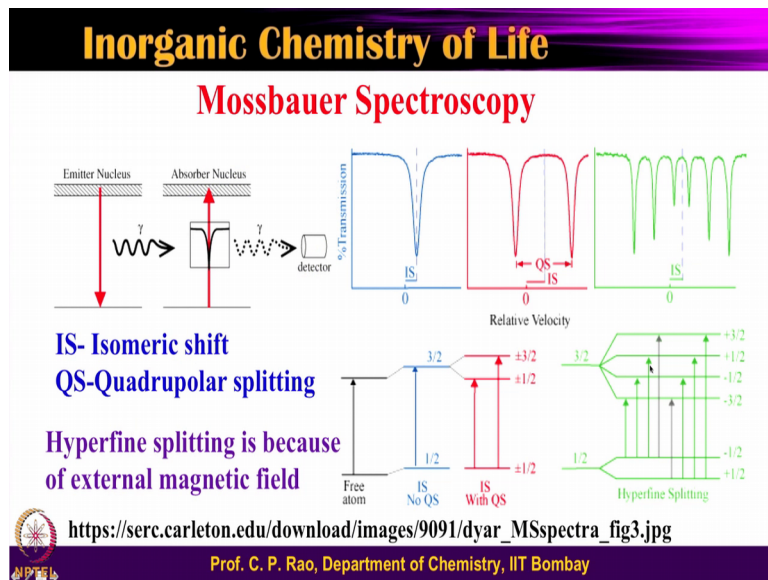 Inorganic Chemistry of Life
Mossbauer Spectroscopy
Emitter Nucleus
Absorber Nucleus
γ
γ
detector
%Transmission
IS
0
QS
IS
0
IS
0
Relative Velocity
IS- Isomeric shift
QS-Quadrupolar splitting
Hyperfine splitting is because
of external magnetic field
3/2
1/2
±3/2
±1/2
±1/2
Free
atom
IS
No QS
IS
With QS
3/2
1/2
+3/2
+1/2
-1/2
-3/2
-1/2
+1/2
Hyperfine Splitting
https://serc.carleton.edu/download/images/9091/dyar_MSspectra_fig3.jpg
NPTEL
Prof. C. P. Rao, Department of Chemistry, IIT Bombay